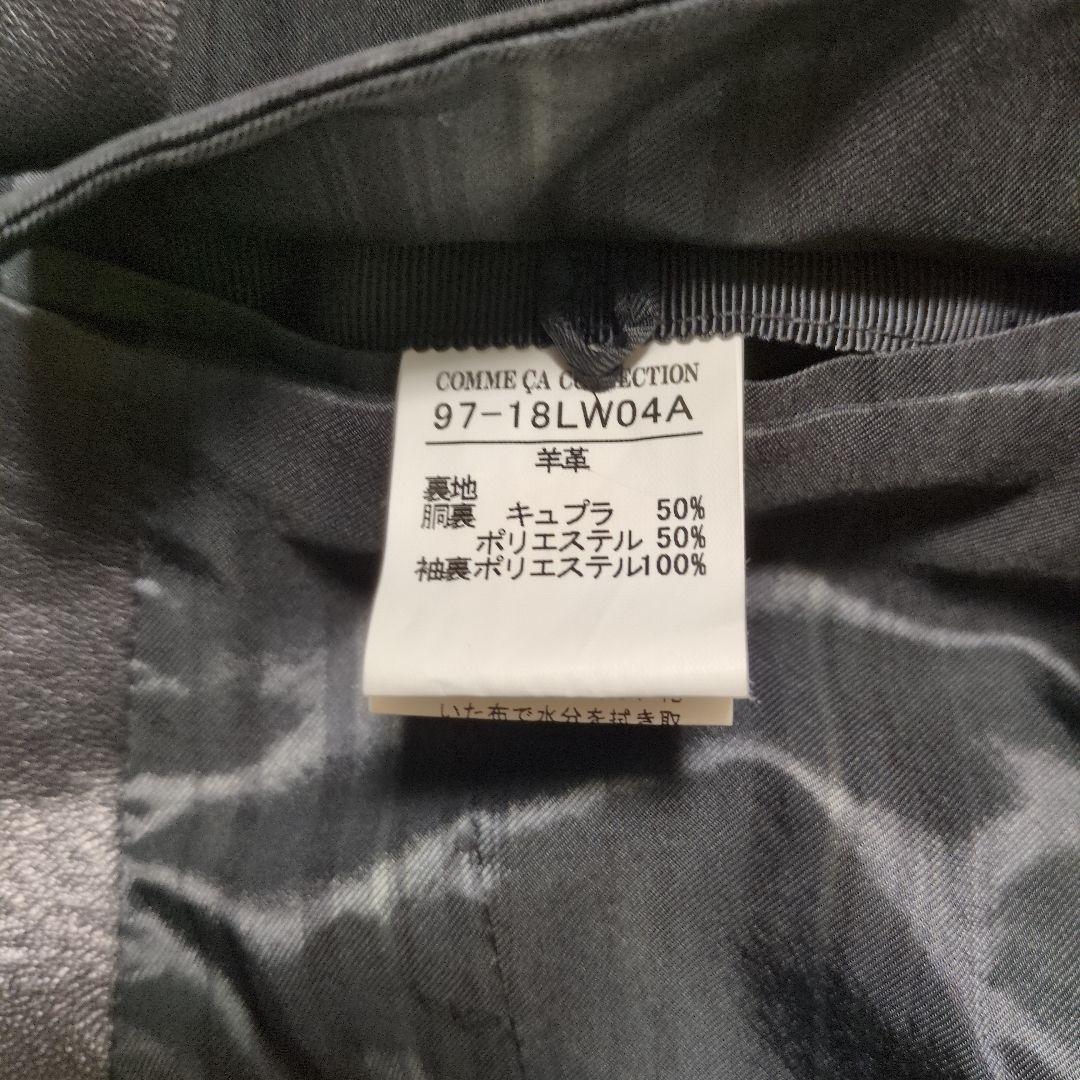 COMME ÇA COLLECTION
97-18LW04A
羊革
裏地
胴裏 キュプラ 50%
ポリエステル 50%
袖裏ポリエステル100%
いた布で水分を拭き取